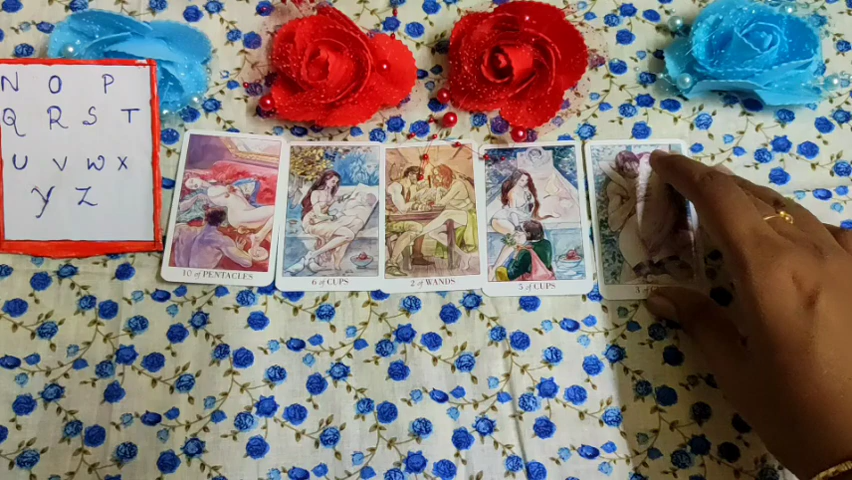 N O P
Q R S T
U V W X
Y Z
10 of PENTACLES
6 of CUPS
2 of WANDS
5 of CUPS